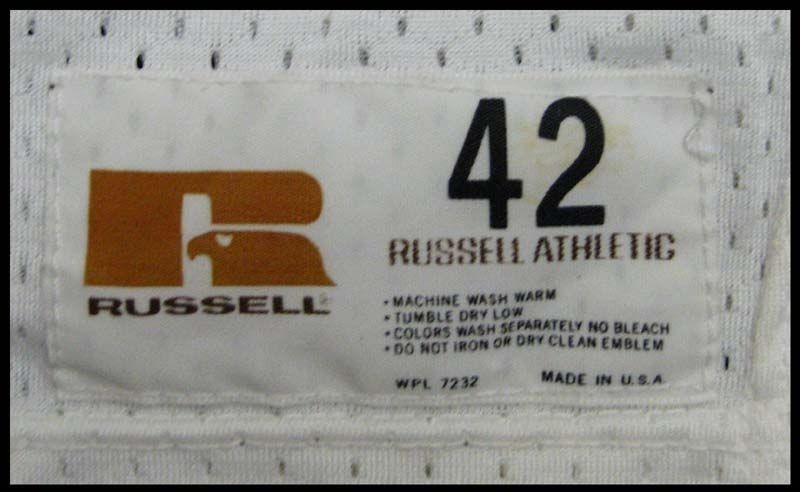 42
RUSSELL
RUSSELL ATHLETIC
• MACHINE WASH WARM
• TUMBLE DRY LOW
• COLORS WASH SEPARATELY NO BLEACH
• DO NOT IRON OR DRY CLEAN EMBLEM
WPL 7232 MADE IN U.S.A.